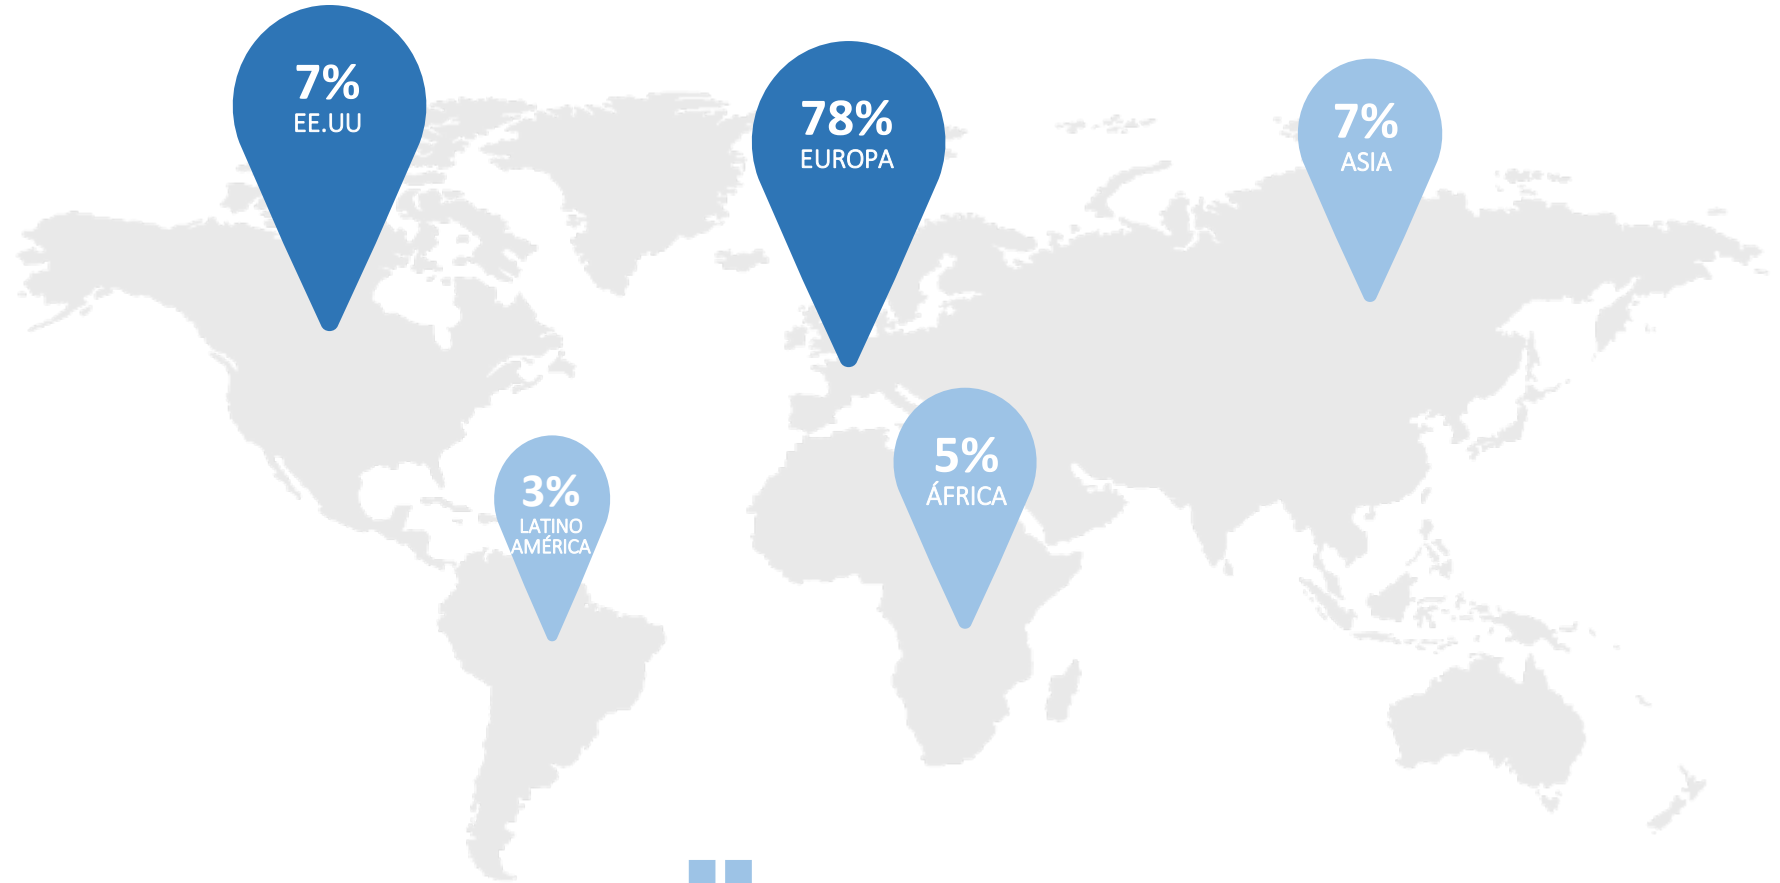 7%
EE.UU
78%
EUROPA
7%
ASIA
3%
LATINO
AMÉRICA
5%
ÁFRICA